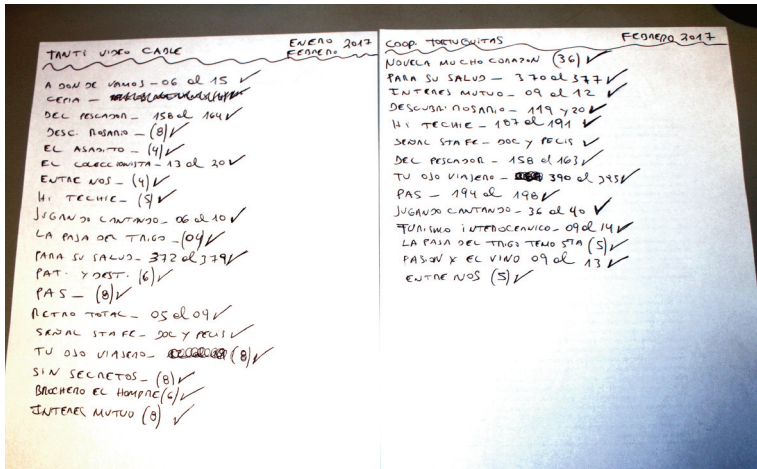 TANTI VIDEO CABLE
ENERO 2017
FEBRERO
A DONDE VAMOS - 06 al 15 ✓
CEPIA - ✓
DEL PESCADOR - 158 al 164 ✓
DESC. ROSARIO - (8) ✓
EL ASADITO - (4) ✓
EL COLECCIONISTA - 13 al 20 ✓
ENTRE NOS - (4) ✓
HI TECHIE - (5) ✓
JUGANDO CANTANDO - 06 al 10 ✓
LA PAJA DEL TRIGO - (04) ✓
PARA SU SALUD - 372 al 379 ✓
PAT. Y DEST. (6) ✓
PAS - (8) ✓
RETRO TOTAL - 05 al 09 ✓
SEÑAL STA FE - DOC Y PELIS ✓
TU OJO VIAJERO - (8) ✓
SIN SECRETOS - (8) ✓
BROCHERO EL HOMBRE (6) ✓
INTERES MUTUO (8) ✓
COOP. TORTUGUITAS
FEBRERO 2017
NOVELA MUCHO CORAZON (36) ✓
PARA SU SALUD - 370 al 377 ✓
INTERES MUTUO - 09 al 12 ✓
DESCUBRI ROSARIO - 119 y 20 ✓
HI TECHIE - 187 al 191 ✓
SEÑAL STA FE - DOC Y PELIS ✓
DEL PESCADOR - 158 al 163 ✓
TU OJO VIAJERO - 390 al 395 ✓
PAS - 194 al 198 ✓
JUGANDO CANTANDO - 36 al 40 ✓
TURISMO INTEROCEANICO - 09 al 14 ✓
LA PAJA DEL TRIGO TEMP 5TA (5) ✓
PASION X EL VINO 09 al 13 ✓
ENTRE NOS (5) ✓